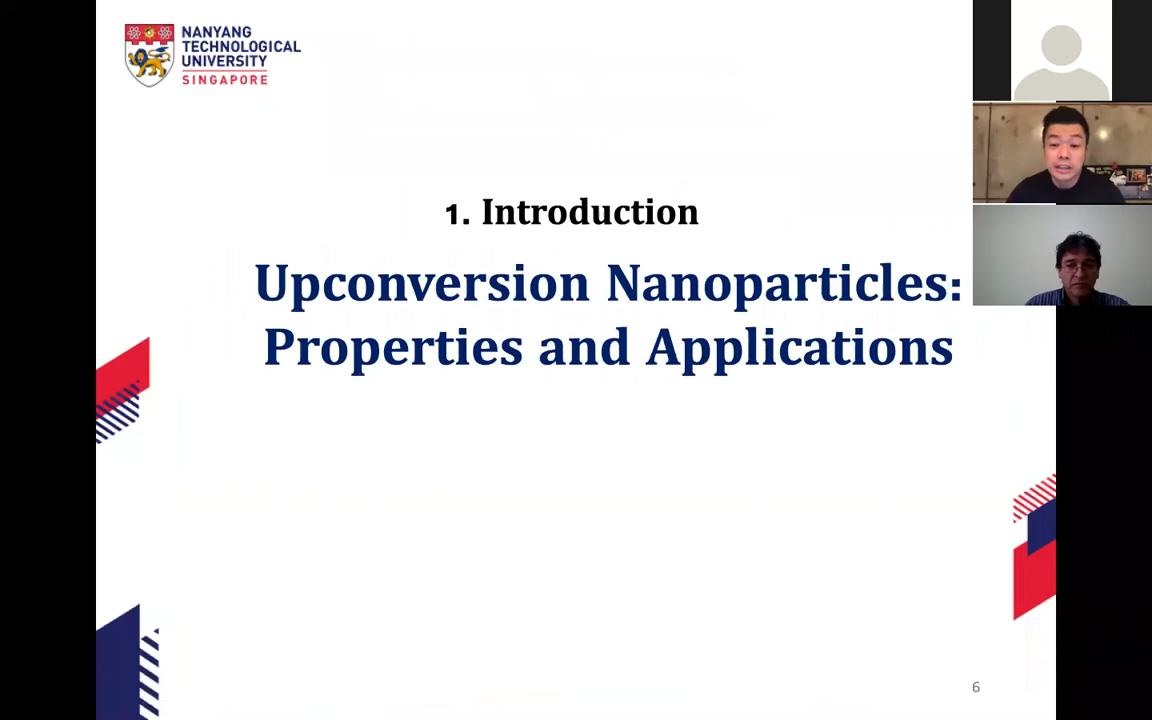 NANYANG
TECHNOLOGICAL
UNIVERSITY
SINGAPORE
1. Introduction
Upconversion Nanoparticles:
Properties and Applications
6